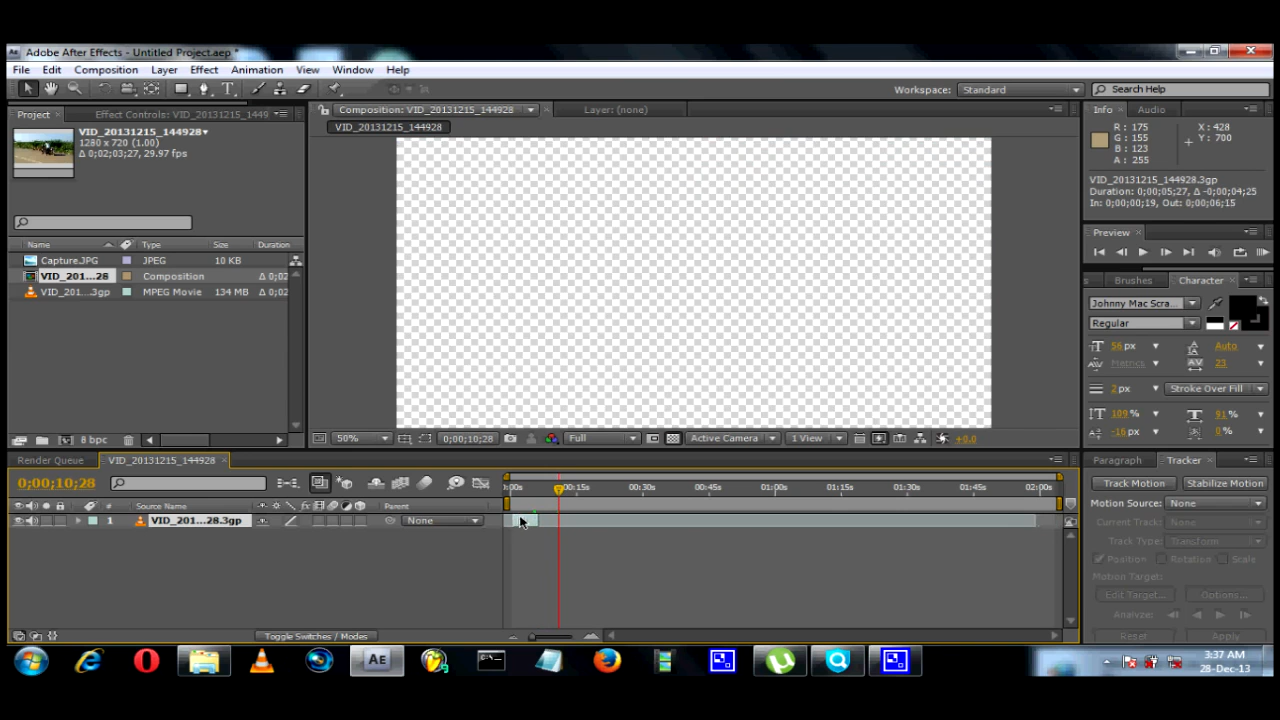 Adobe After Effects - Untitled Project.aep *
File Edit Composition Layer Effect Animation View Window Help
Workspace: Standard Search Help
Project Effect Controls: VID_20131215_1449
Composition: VID_20131215_144928 Layer: (none)
Info Audio
VID_20131215_144928
1280 x 720 (1.00)
Δ 0;02;03;27, 29.97 fps
VID_20131215_144928
R : 175
G : 155
B : 123
A : 255
X : 428
Y : 700
VID_20131215_144928.3gp
Duration: 0;00;05;27, Δ -0;00;04;25
In: 0;00;00;19, Out: 0;00;06;15
Preview
Name Type Size Duration
Capture.JPG JPEG 10 KB
VID_201...28 Composition Δ 0;02
VID_201...3gp MPEG Movie 134 MB Δ 0;02
s Brushes Character
Johnny Mac Scra...
Regular
56 px Auto
Metrics 23
2 px Stroke Over Fill
109 % 91 %
-16 px 0 %
8 bpc
50% 0;00;10;28 Full Active Camera 1 View +0.0
Render Queue VID_20131215_144928
Paragraph Tracker
0;00;10;28
:00s 00:15s 00:30s 00:45s 01:00s 01:15s 01:30s 01:45s 02:00s
Track Motion Stabilize Motion
Motion Source: None
# Source Name Parent
1 VID_201...28.3gp None
Current Track: None
Track Type: Transform
Position Rotation Scale
Motion Target:
Edit Target... Options...
Analyze:
Reset Apply
Toggle Switches / Modes
AE
3:37 AM
28-Dec-13